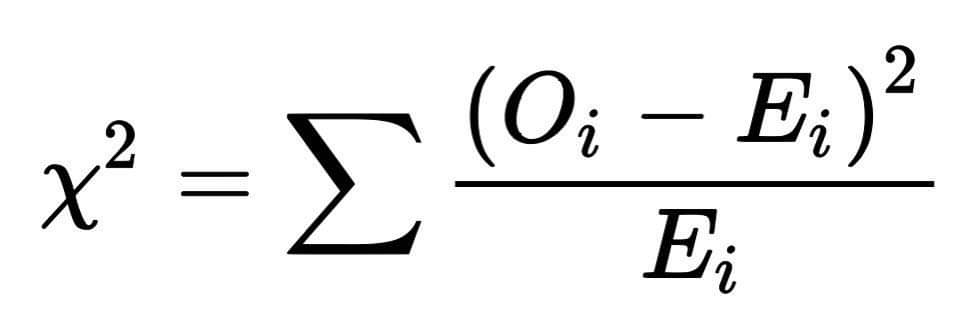 χ² = ∑ (Oᵢ − Eᵢ)² / Eᵢ